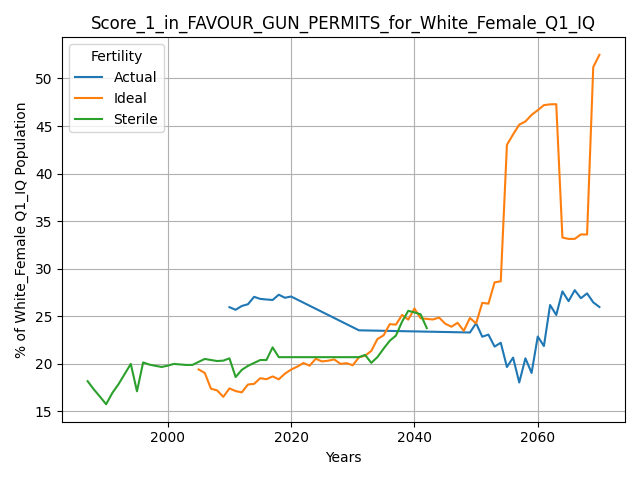 Score_1_in_FAVOUR_GUN_PERMITS_for_White_Female_Q1_IQ
Fertility
Actual
Ideal
Sterile
% of White_Female Q1_IQ Population
50
45
40
35
30
25
20
15
2000
2020
2040
2060
Years